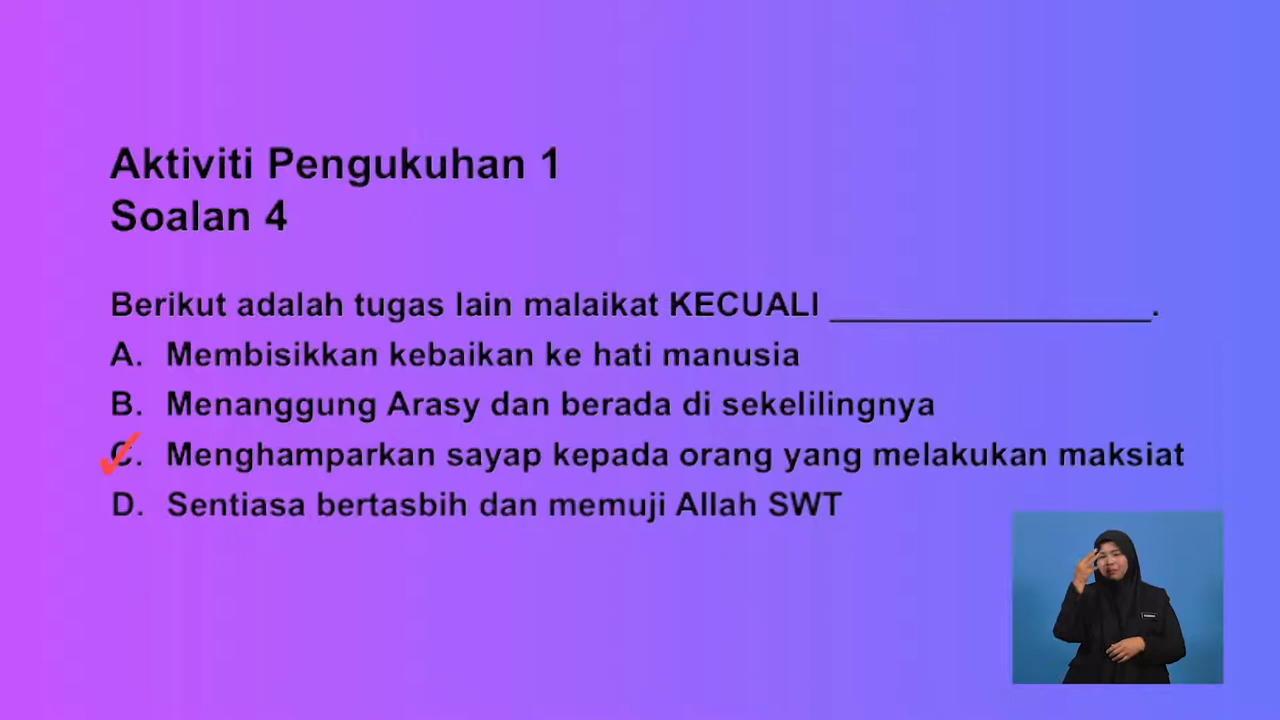 Aktiviti Pengukuhan 1
Soalan 4
Berikut adalah tugas lain malaikat KECUALI __________________.
A. Membisikkan kebaikan ke hati manusia
B. Menanggung Arasy dan berada di sekelilingnya
C. Menghamparkan sayap kepada orang yang melakukan maksiat
D. Sentiasa bertasbih dan memuji Allah SWT